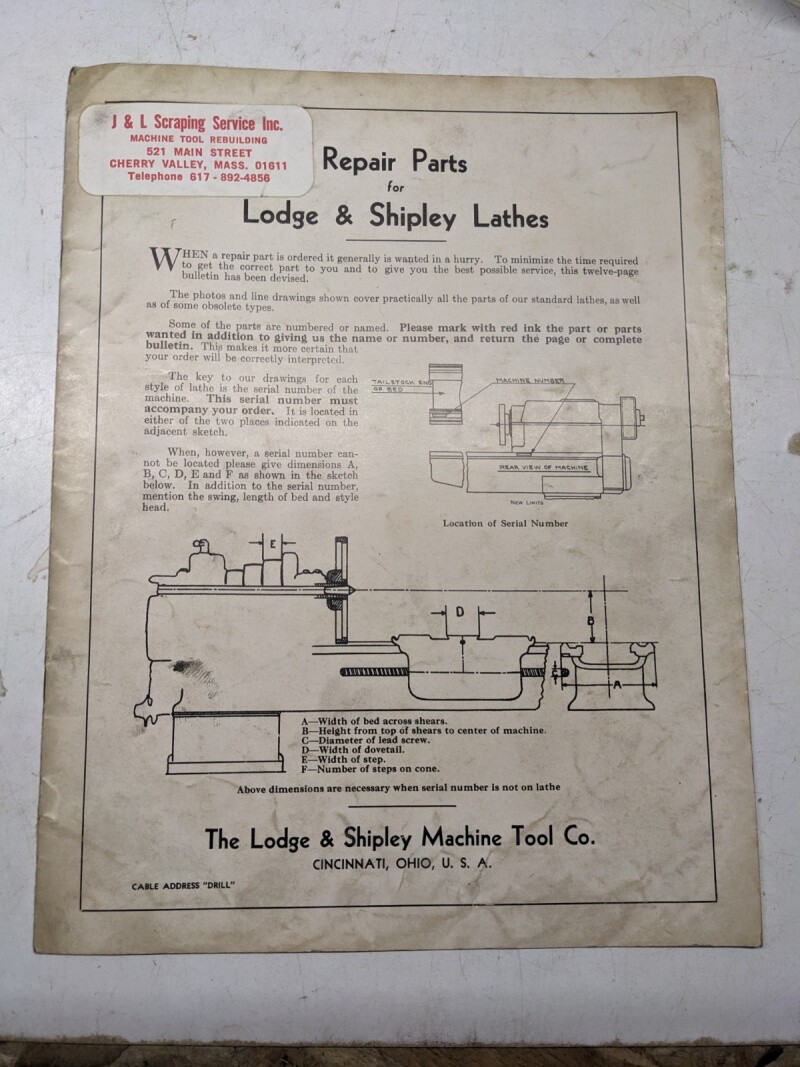 J & L Scraping Service Inc.
MACHINE TOOL REBUILDING
521 MAIN STREET
CHERRY VALLEY, MASS. 01611
Telephone 617 - 892-4856
Repair Parts
for
Lodge & Shipley Lathes
WHEN a repair part is ordered it generally is wanted in a hurry. To minimize the time required
to get the correct part to you and to give you the best possible service, this twelve-page
bulletin has been devised.
The photos and line drawings shown cover practically all the parts of our standard lathes, as well
as of some obsolete types.
Some of the parts are numbered or named. Please mark with red ink the part or parts
wanted in addition to giving us the name or number, and return the page or complete
bulletin. This makes it more certain that
your order will be correctly interpreted.
The key to our drawings for each
style of lathe is the serial number of the
machine. This serial number must
accompany your order. It is located in
either of the two places indicated on the
adjacent sketch.
When, however, a serial number can-
not be located please give dimensions A,
B, C, D, E and F as shown in the sketch
below. In addition to the serial number,
mention the swing, length of bed and style
head.
TAILSTOCK END
OF BED
MACHINE NUMBER
REAR VIEW OF MACHINE
NEW LIMITS
Location of Serial Number
E
D
B
C
A
A—Width of bed across shears.
B—Height from top of shears to center of machine.
C—Diameter of lead screw.
D—Width of dovetail.
E—Width of step.
F—Number of steps on cone.
Above dimensions are necessary when serial number is not on lathe
The Lodge & Shipley Machine Tool Co.
CINCINNATI, OHIO, U. S. A.
CABLE ADDRESS "DRILL"